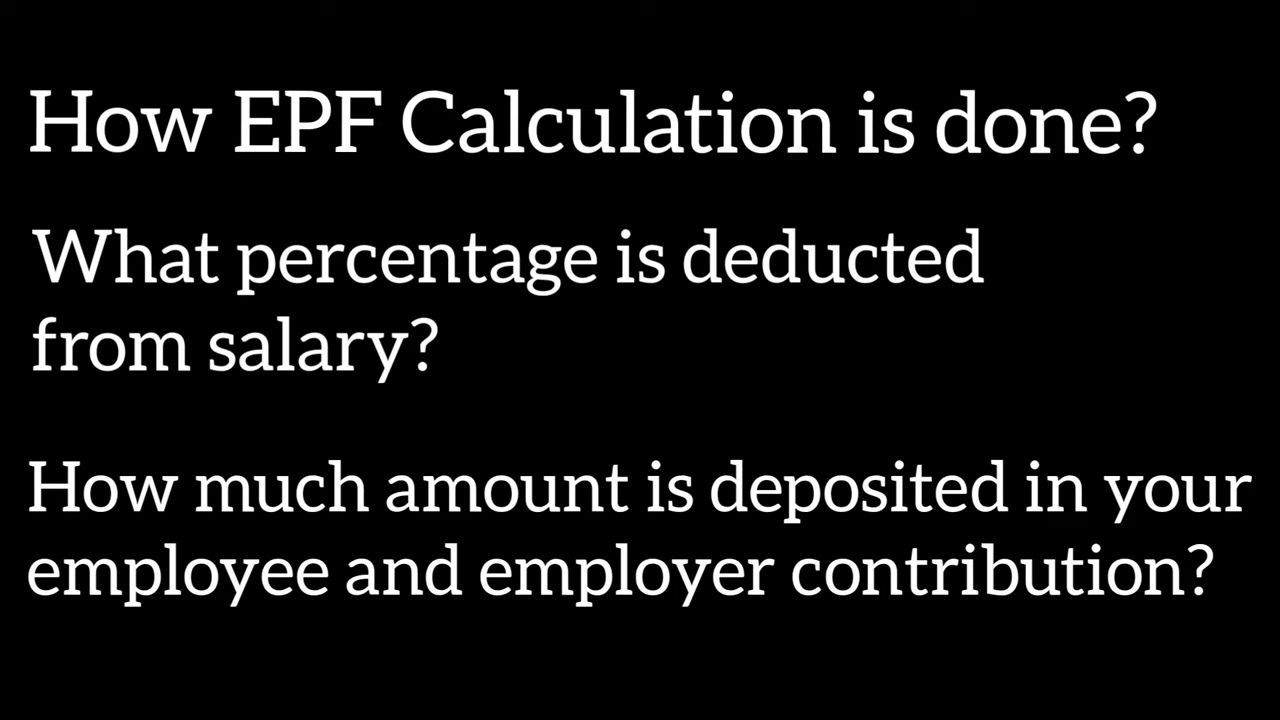 How EPF Calculation is done?
What percentage is deducted
from salary?
How much amount is deposited in your
employee and employer contribution?